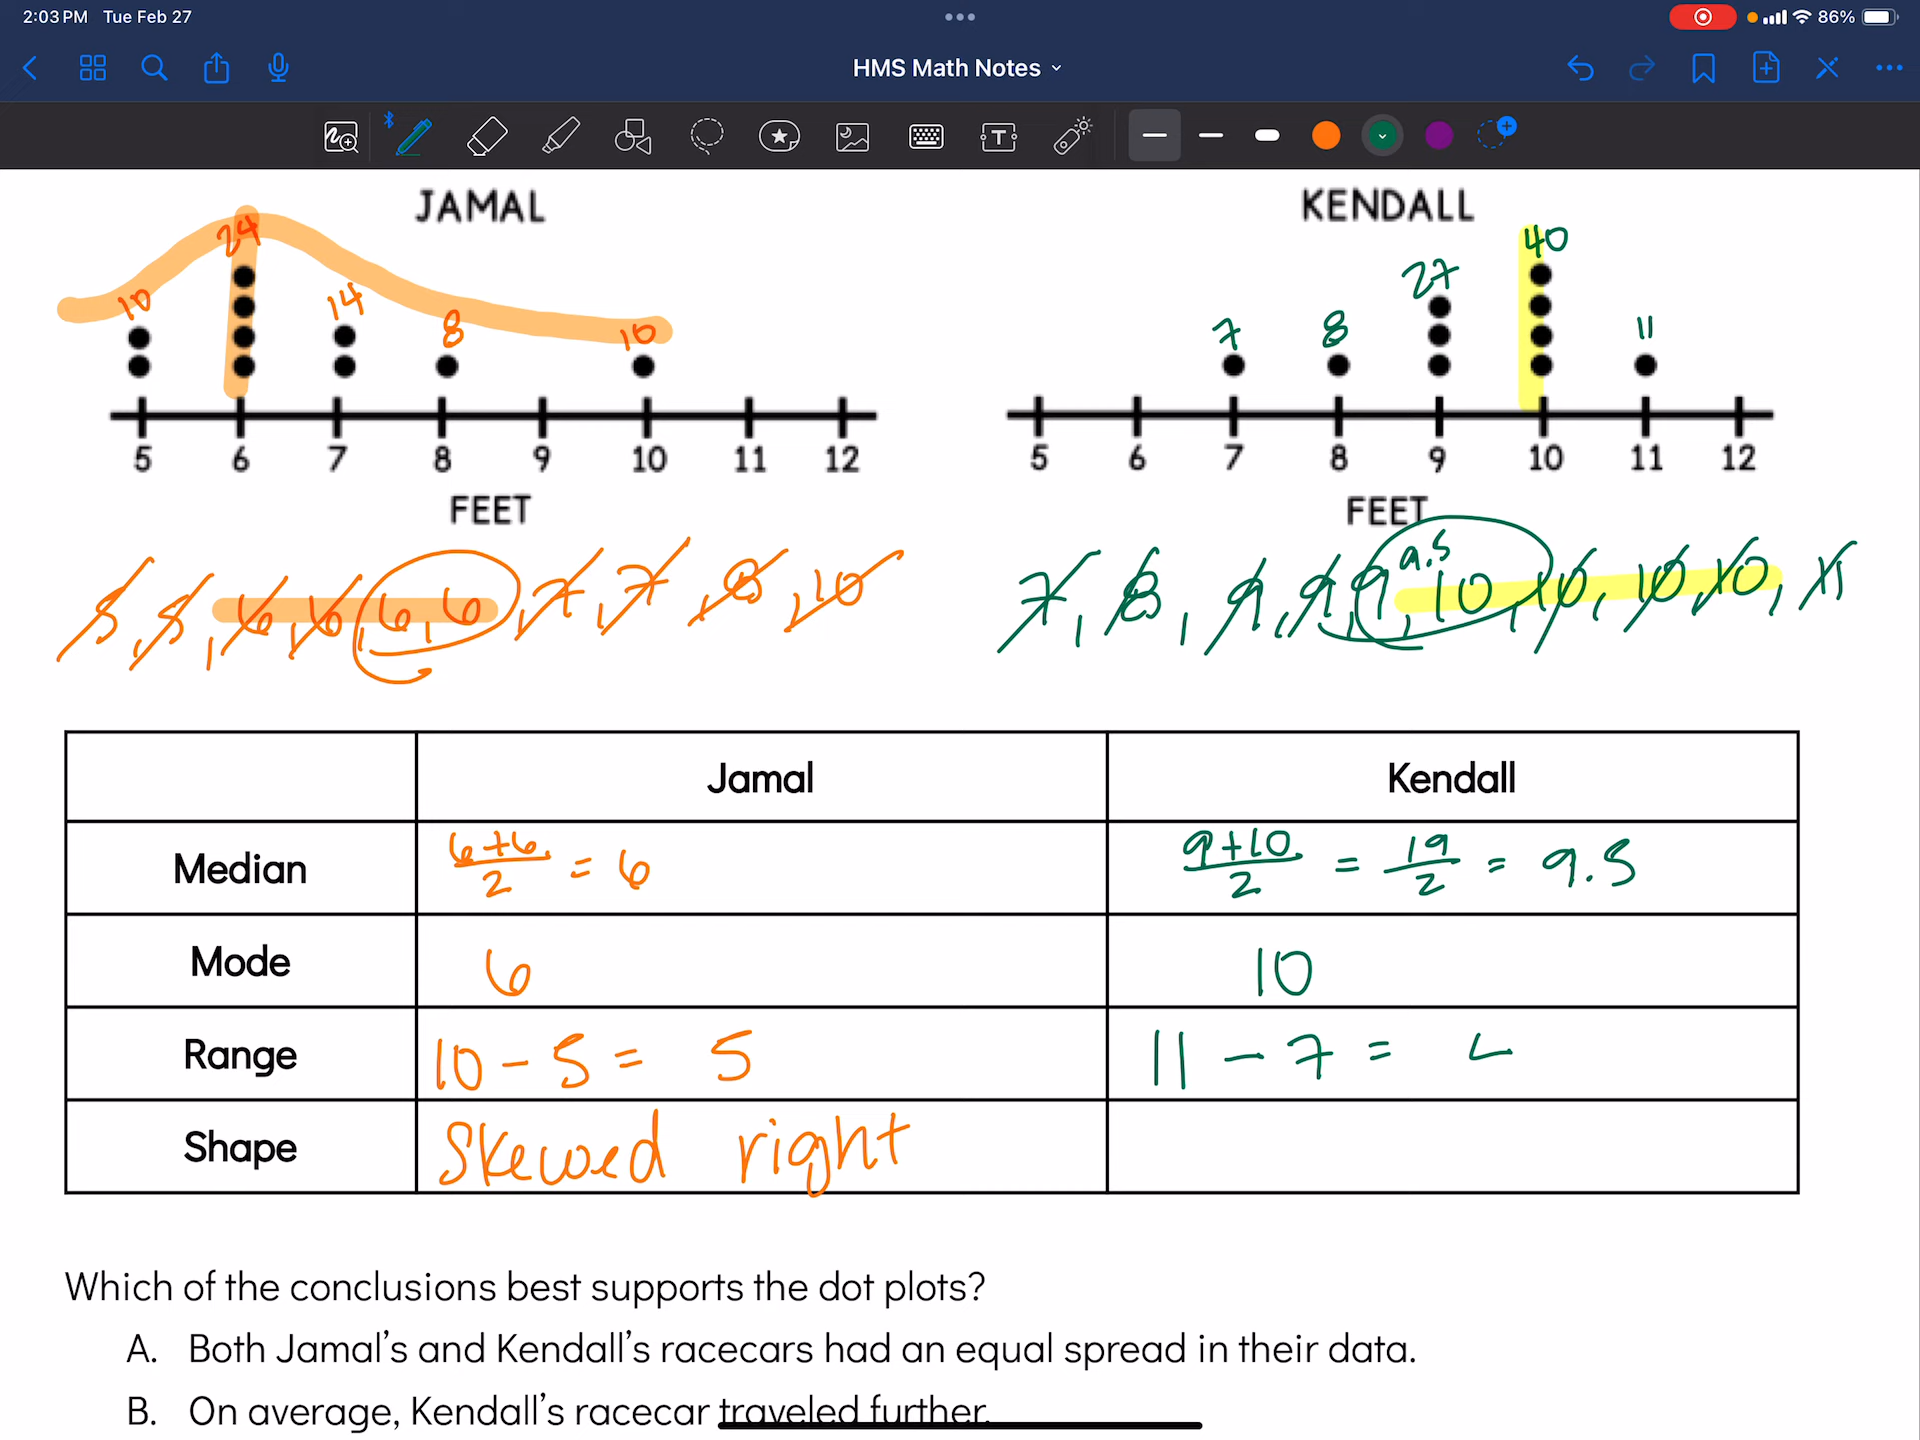 2:03 PM Tue Feb 27
86%
HMS Math Notes
JAMAL
KENDALL
24
10
14
8
10
7
8
27
40
11
5 6 7 8 9 10 11 12
5 6 7 8 9 10 11 12
FEET
FEET
5, 5, 6, 6, 6, 6, 7, 7, 8, 10
9.5
7, 8, 9, 9, 9, 10, 10, 10, 10, 11
Jamal Kendall
Median 6+6/2 = 6 9+10/2 = 19/2 = 9.5
Mode 6 10
Range 10 - 5 = 5 11 - 7 =
Shape Skewed right
Which of the conclusions best supports the dot plots?
A. Both Jamal's and Kendall's racecars had an equal spread in their data.
B. On average, Kendall's racecar traveled further.